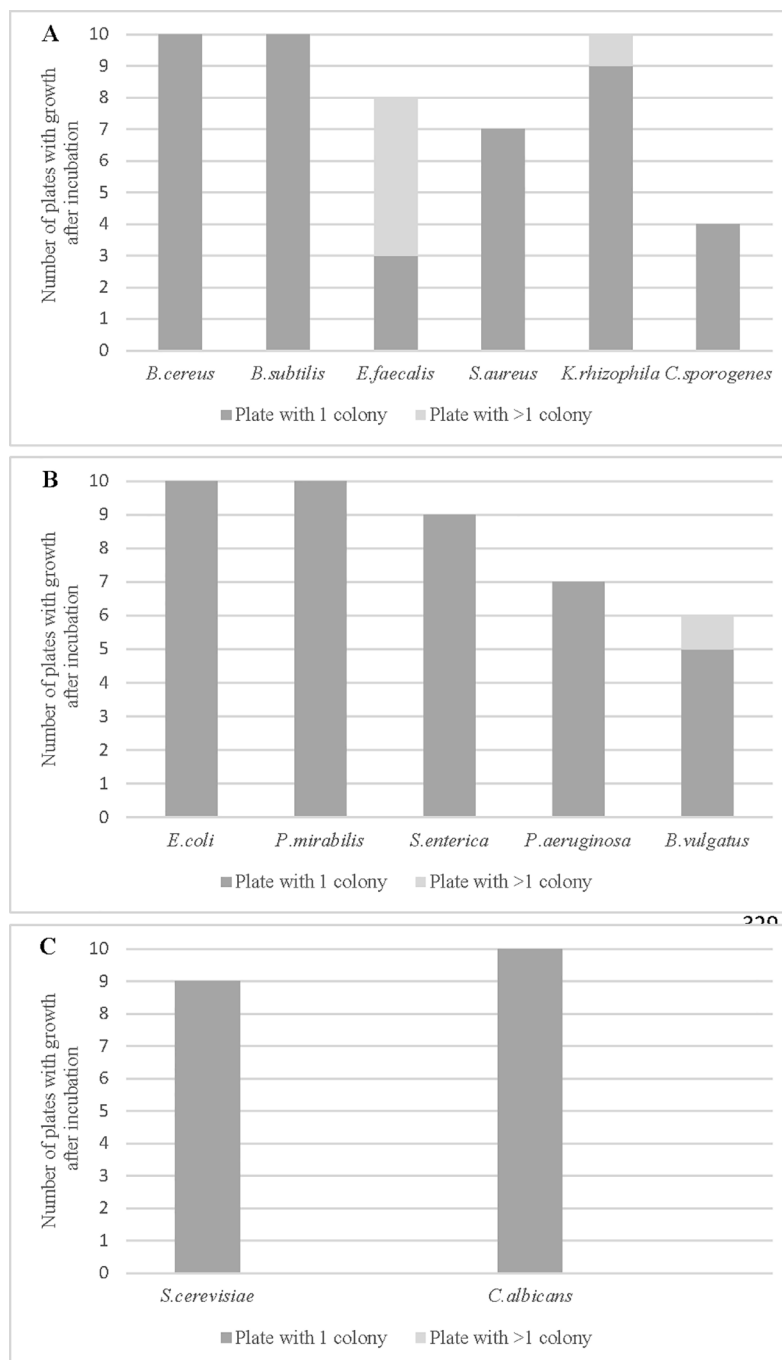 A
Number of plates with growth
after incubation
10
9
8
7
6
5
4
3
2
1
0
B.cereus B.subtilis E.faecalis S.aureus K.rhizophila C.sporogenes
Plate with 1 colony Plate with >1 colony
B
Number of plates with growth
after incubation
10
9
8
7
6
5
4
3
2
1
0
E.coli P.mirabilis S.enterica P.aeruginosa B.vulgatus
Plate with 1 colony Plate with >1 colony
C
Number of plates with growth
after incubation
10
9
8
7
6
5
4
3
2
1
0
S.cerevisiae C.albicans
Plate with 1 colony Plate with >1 colony